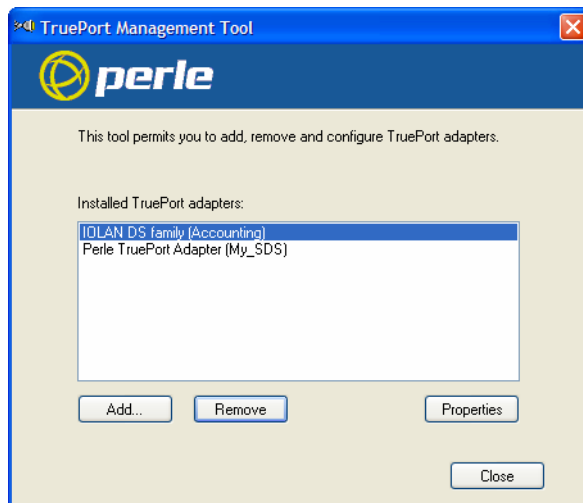 TruePort Management Tool
perle
This tool permits you to add, remove and configure TruePort adapters.
Installed TruePort adapters:
IOLAN DS family (Accounting)
Perle TruePort Adapter (My_SDS)
Add... Remove Properties
Close